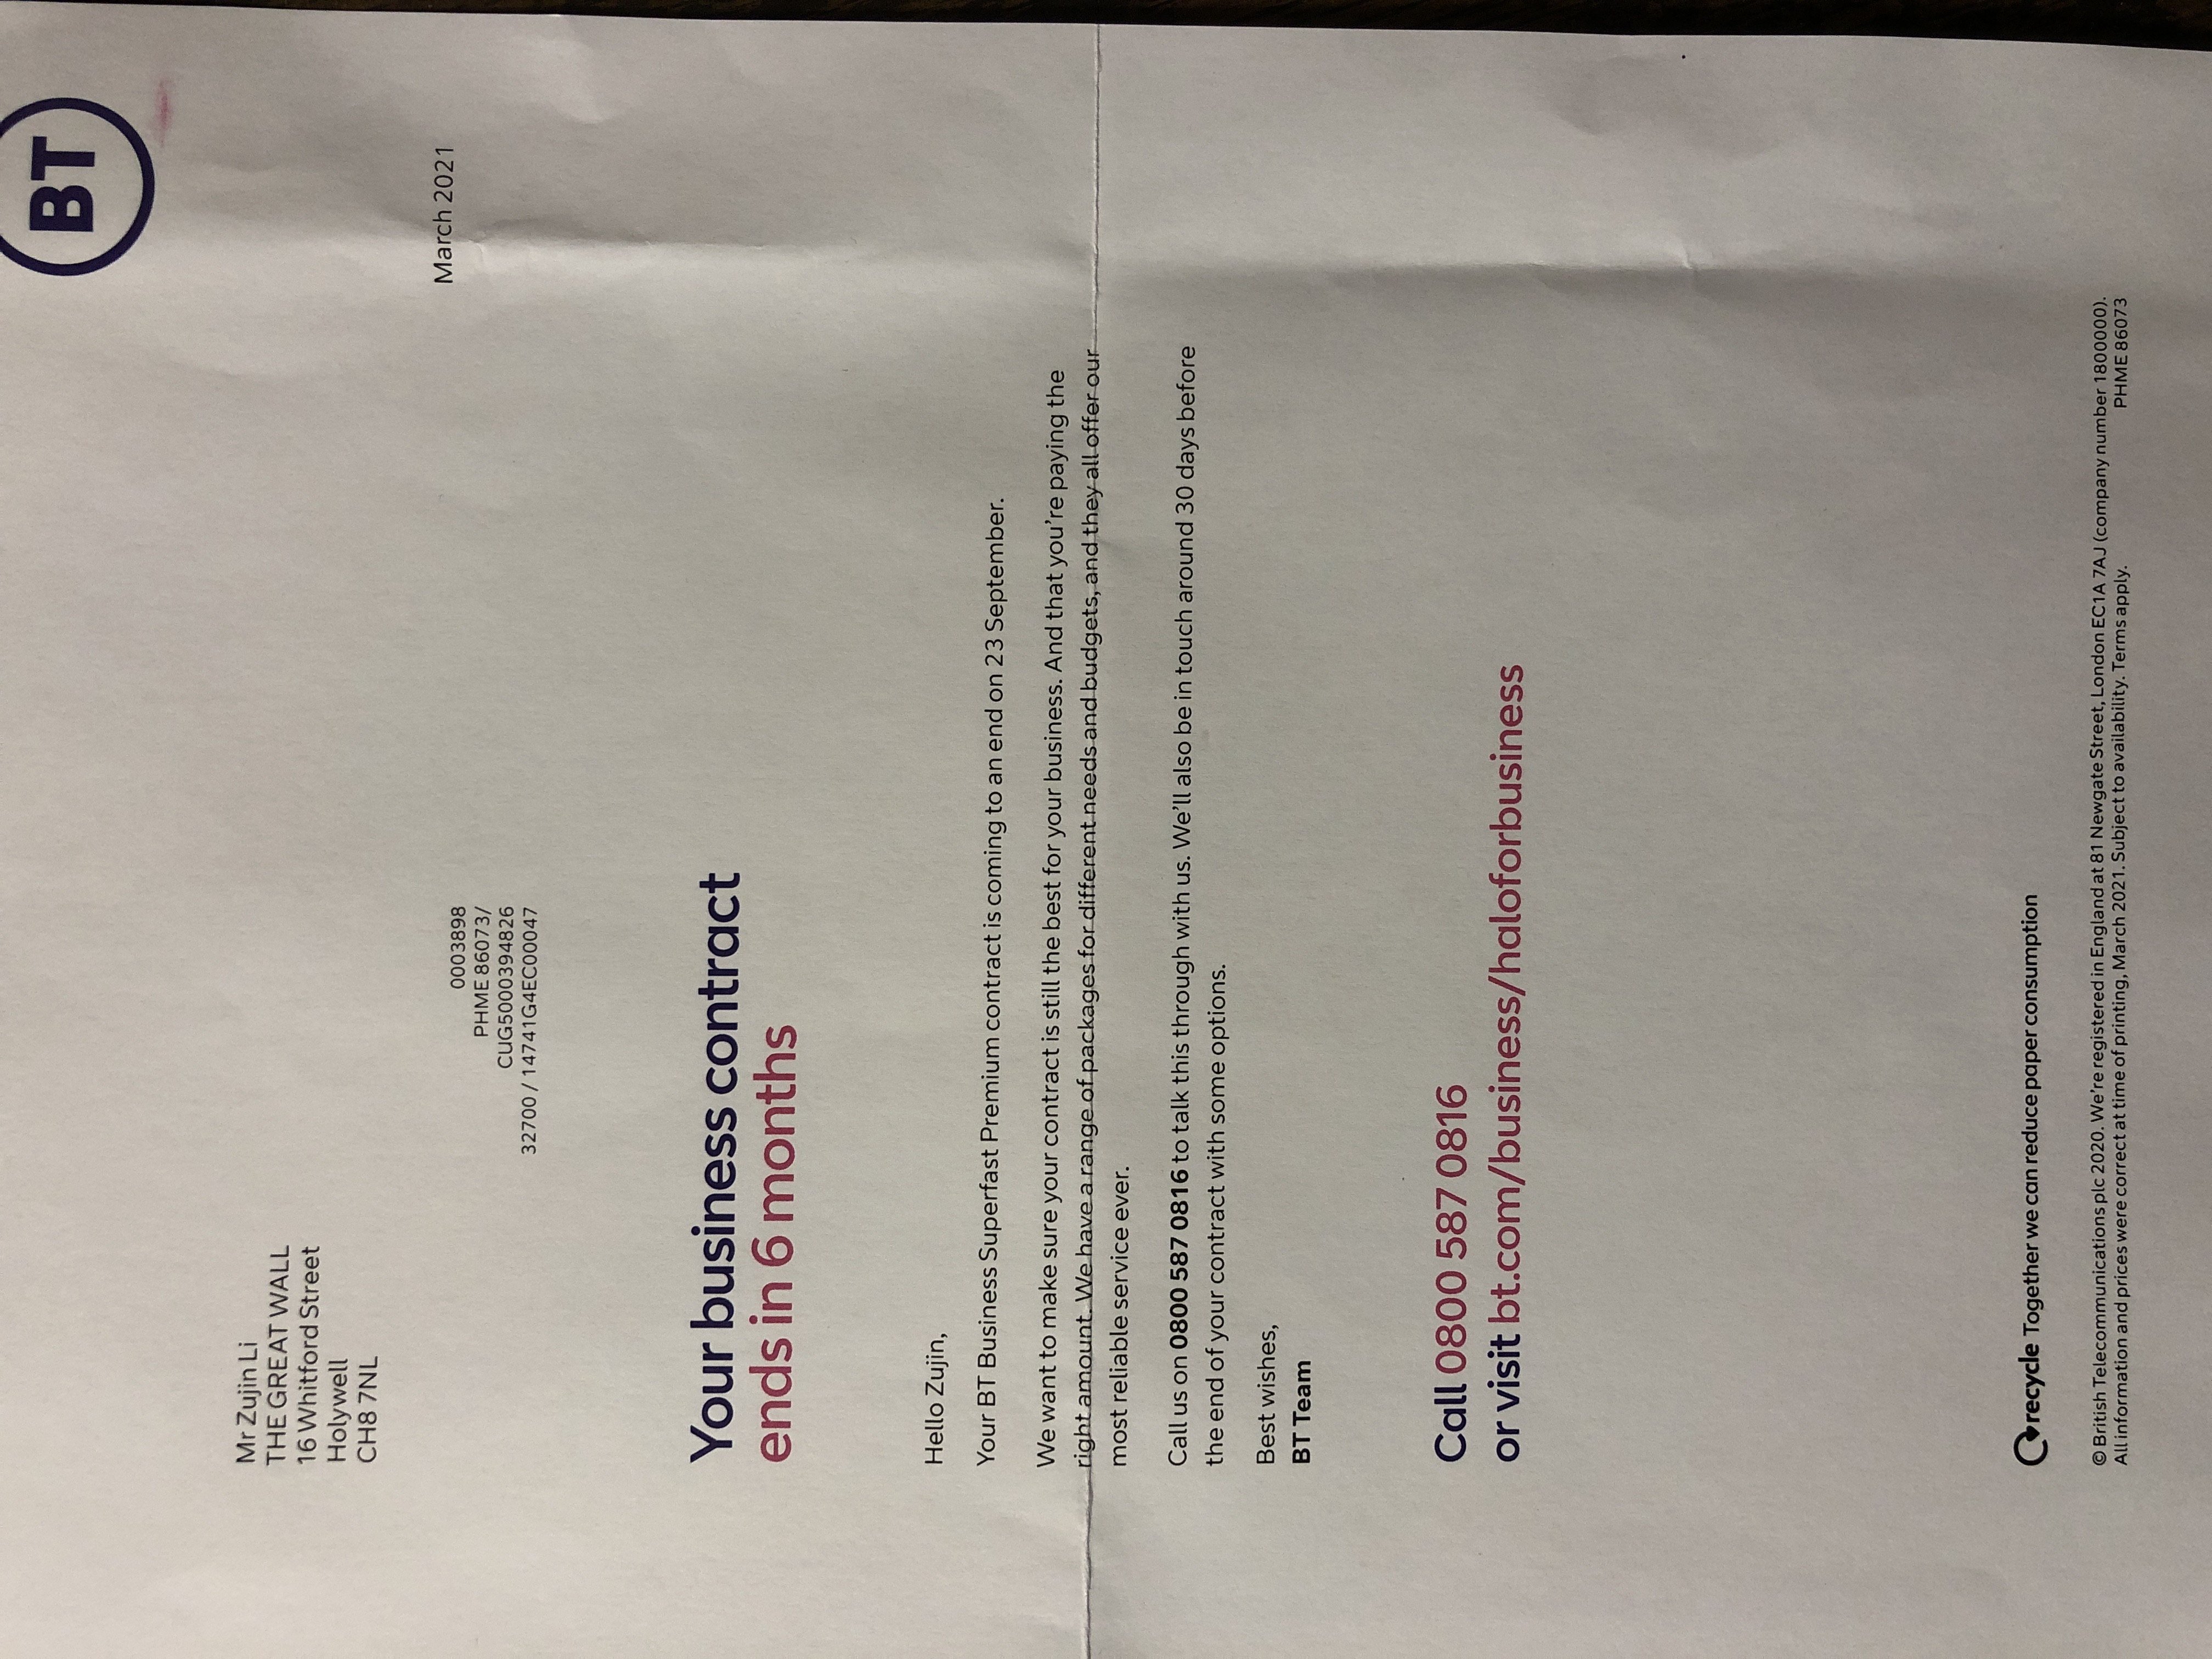 BT
Mr Zujin Li
THE GREAT WALL
16 Whitford Street
Holywell
CH8 7NL
March 2021
0003898
PHME 86073/
CUG5000394826
32700 / 14741G4EC00047
Your business contract
ends in 6 months
Hello Zujin,
Your BT Business Superfast Premium contract is coming to an end on 23 September.
We want to make sure your contract is still the best for your business. And that you're paying the
right amount. We have a range of packages for different needs and budgets, and they all offer our
most reliable service ever.
Call us on 0800 587 0816 to talk this through with us. We'll also be in touch around 30 days before
the end of your contract with some options.
Best wishes,
BT Team
Call 0800 587 0816
or visit bt.com/business/haloforbusiness
recycle Together we can reduce paper consumption
© British Telecommunications plc 2020. We're registered in England at 81 Newgate Street, London EC1A 7AJ (company number 1800000).
All information and prices were correct at time of printing, March 2021. Subject to availability. Terms apply. PHME 86073